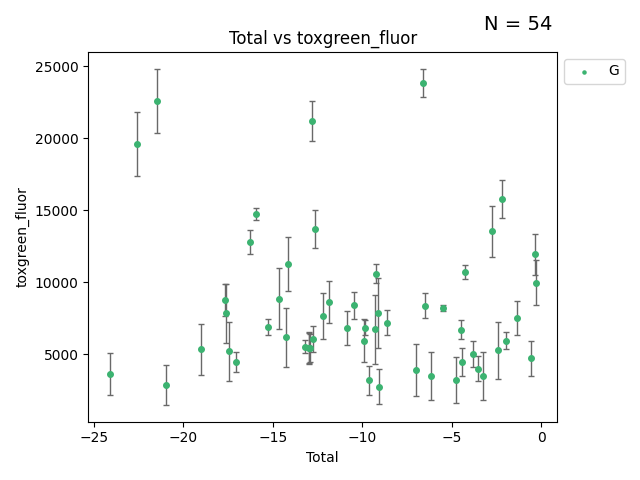 N = 54
Total vs toxgreen_fluor
G
25000
20000
15000
10000
5000
toxgreen_fluor
−25
−20
−15
−10
−5
0
Total